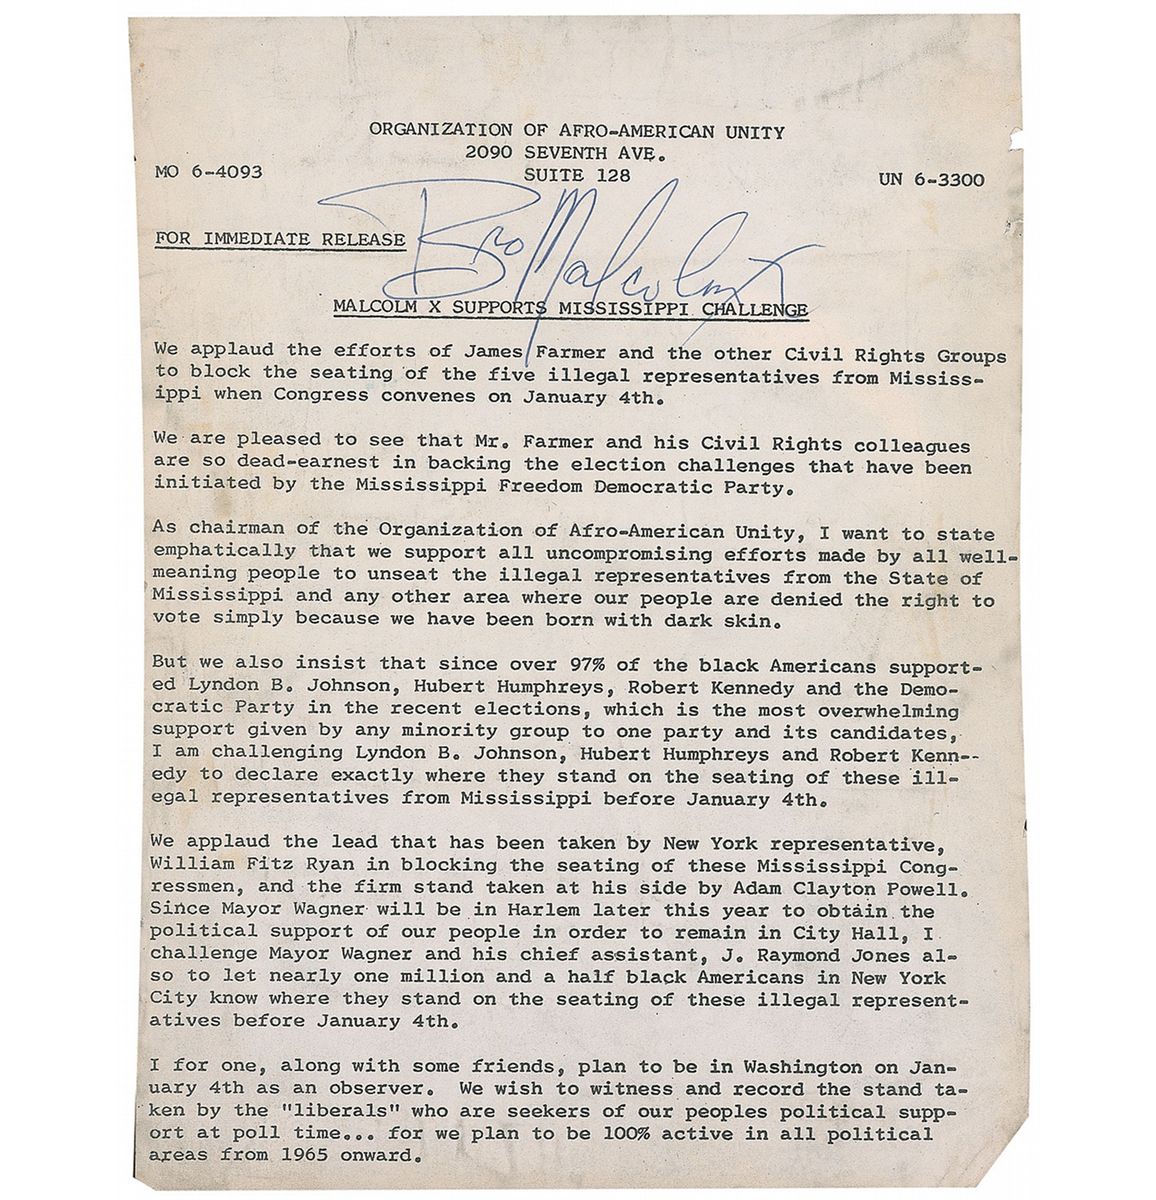 ORGANIZATION OF AFRO-AMERICAN UNITY
2090 SEVENTH AVE.
MO 6-4093 SUITE 128 UN 6-3300
Bro Malcolm X
FOR IMMEDIATE RELEASE
MALCOLM X SUPPORTS MISSISSIPPI CHALLENGE
We applaud the efforts of James Farmer and the other Civil Rights Groups
to block the seating of the five illegal representatives from Mississ-
ippi when Congress convenes on January 4th.
We are pleased to see that Mr. Farmer and his Civil Rights colleagues
are so dead-earnest in backing the election challenges that have been
initiated by the Mississippi Freedom Democratic Party.
As chairman of the Organization of Afro-American Unity, I want to state
emphatically that we support all uncompromising efforts made by all well-
meaning people to unseat the illegal representatives from the State of
Mississippi and any other area where our people are denied the right to
vote simply because we have been born with dark skin.
But we also insist that since over 97% of the black Americans support-
ed Lyndon B. Johnson, Hubert Humphreys, Robert Kennedy and the Demo-
cratic Party in the recent elections, which is the most overwhelming
support given by any minority group to one party and its candidates,
I am challenging Lyndon B. Johnson, Hubert Humphreys and Robert Kenn--
edy to declare exactly where they stand on the seating of these ill-
egal representatives from Mississippi before January 4th.
We applaud the lead that has been taken by New York representative,
William Fitz Ryan in blocking the seating of these Mississippi Cong-
ressmen, and the firm stand taken at his side by Adam Clayton Powell.
Since Mayor Wagner will be in Harlem later this year to obtain the
political support of our people in order to remain in City Hall, I
challenge Mayor Wagner and his chief assistant, J. Raymond Jones al-
so to let nearly one million and a half black Americans in New York
City know where they stand on the seating of these illegal represent-
atives before January 4th.
I for one, along with some friends, plan to be in Washington on Jan-
uary 4th as an observer. We wish to witness and record the stand ta-
ken by the "liberals" who are seekers of our peoples political supp-
ort at poll time... for we plan to be 100% active in all political
areas from 1965 onward.